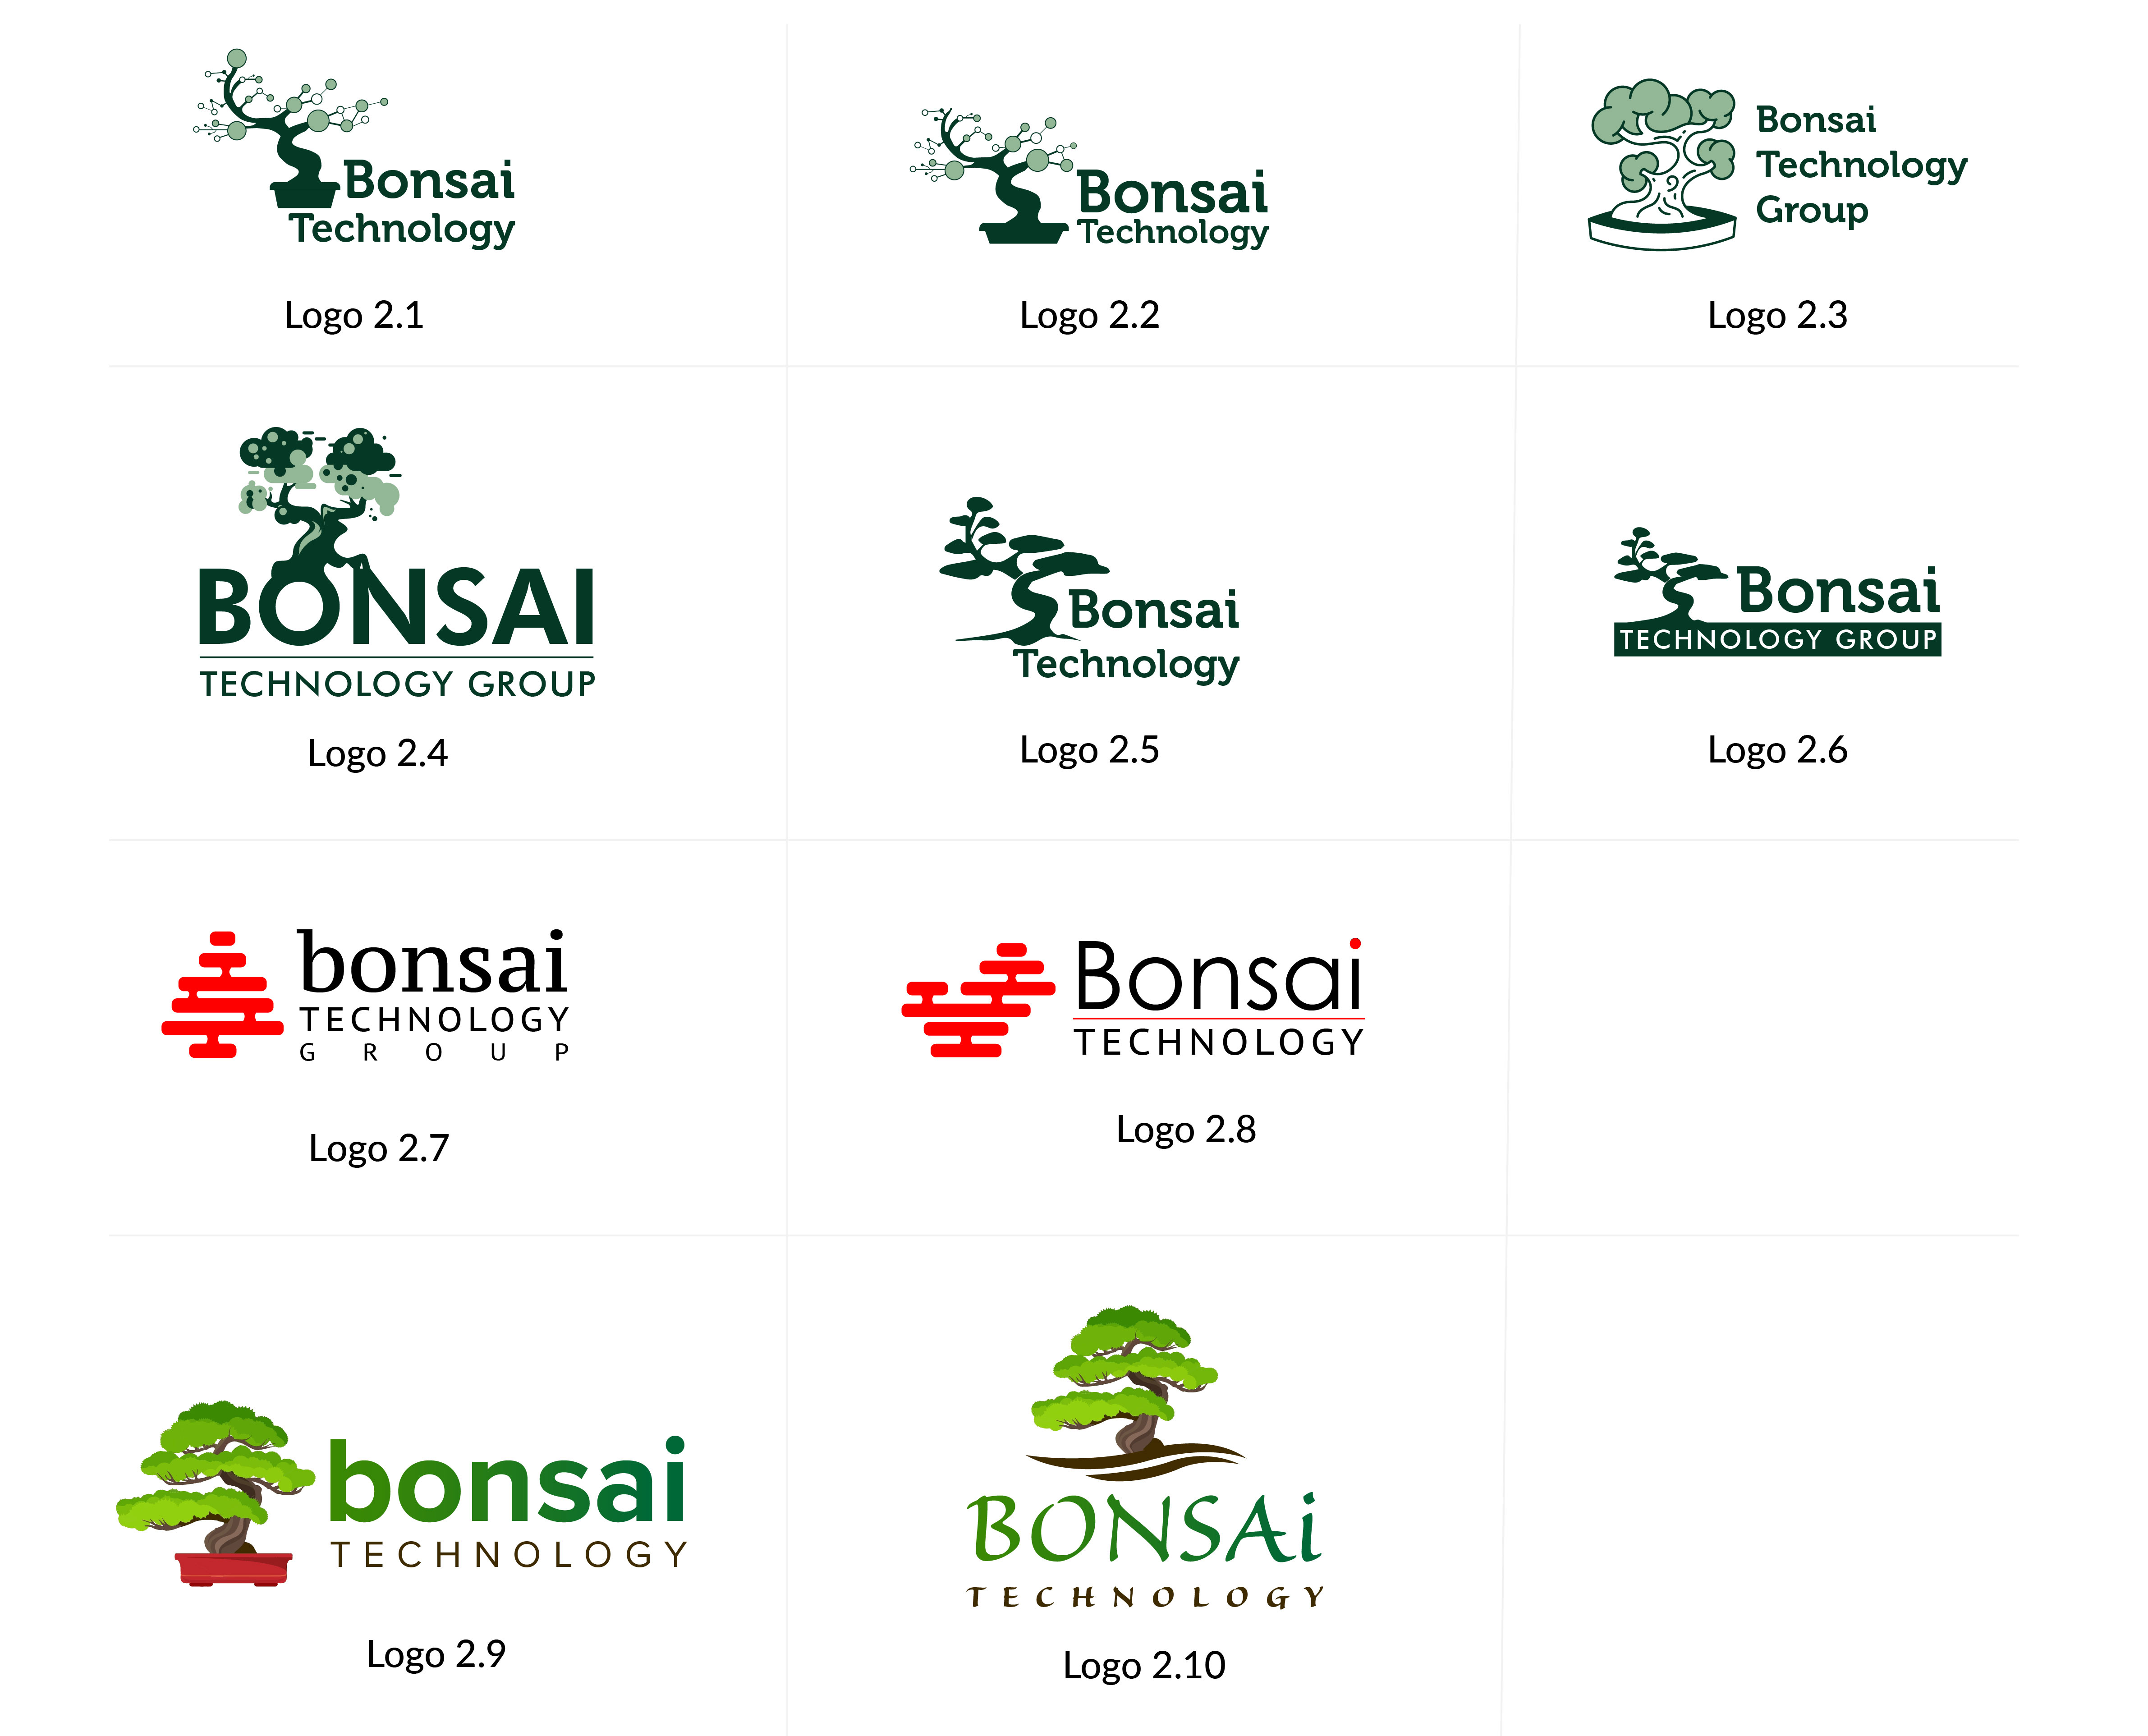 Bonsai
Technology
Logo 2.1
Bonsai
Technology
Logo 2.2
Bonsai
Technology
Group
Logo 2.3
BONSAI
TECHNOLOGY GROUP
Logo 2.4
Bonsai
Technology
Logo 2.5
Bonsai
TECHNOLOGY GROUP
Logo 2.6
bonsai
TECHNOLOGY
GROUP
Logo 2.7
Bonsai
TECHNOLOGY
Logo 2.8
bonsai
TECHNOLOGY
Logo 2.9
BONSAi
TECHNOLOGY
Logo 2.10